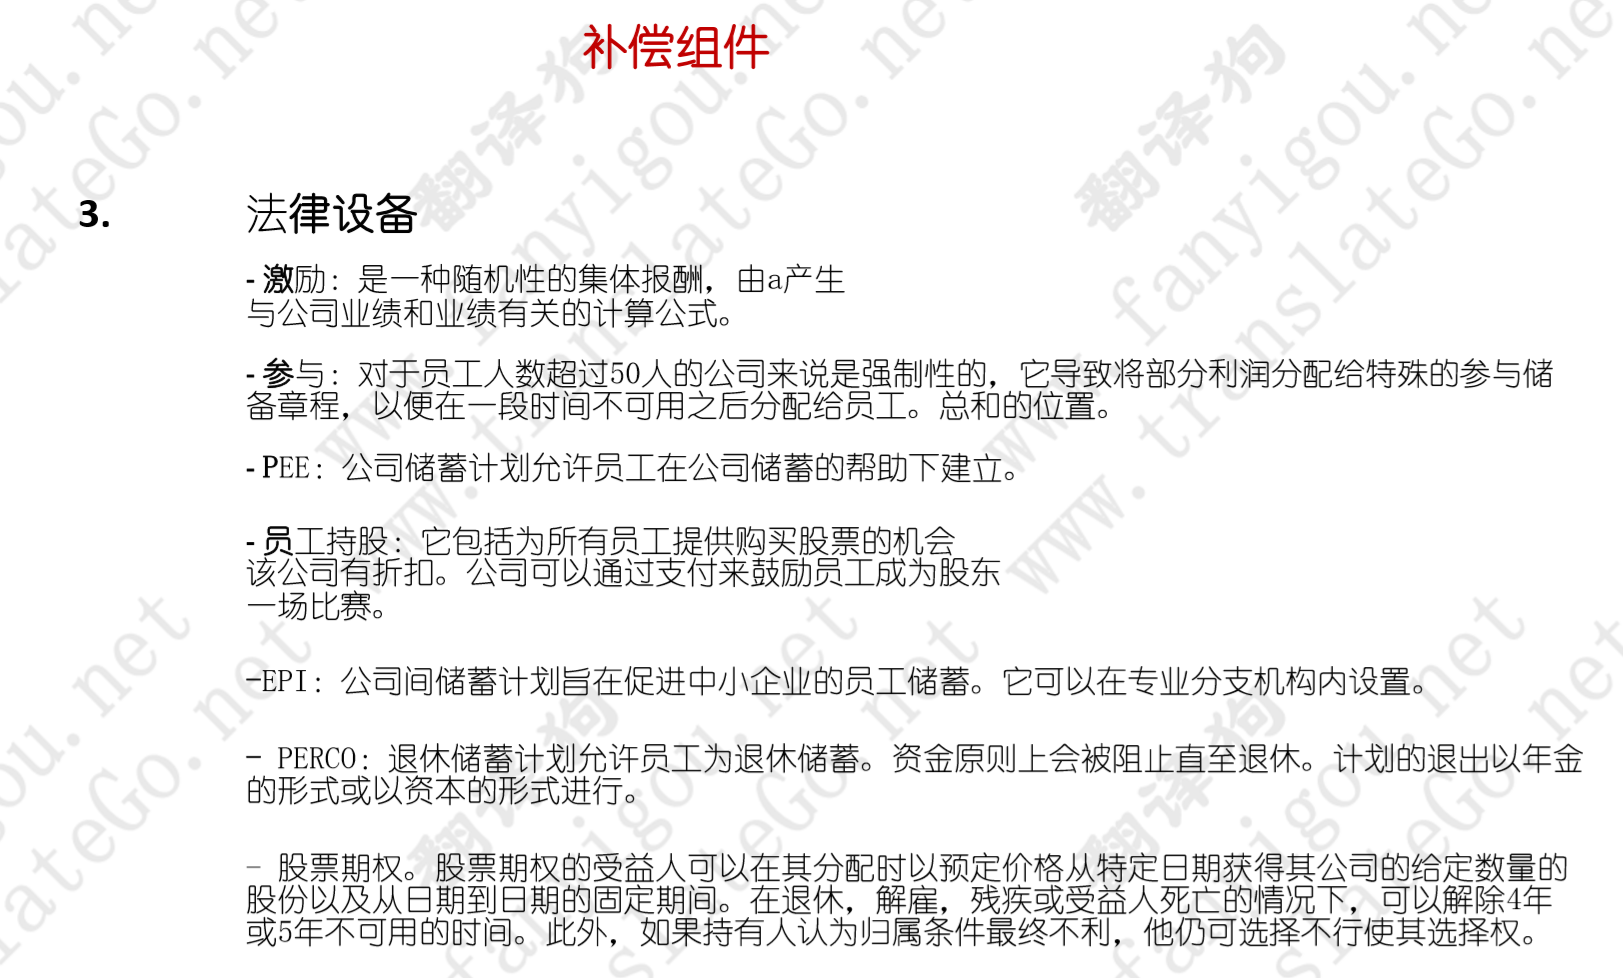 补偿组件
3. 法律设备
- 激励：是一种随机性的集体报酬，由a产生
与公司业绩和业绩有关的计算公式。
- 参与：对于员工人数超过50人的公司来说是强制性的，它导致将部分利润分配给特殊的参与储
备章程，以便在一段时间不可用之后分配给员工。总和的位置。
- PEE：公司储蓄计划允许员工在公司储蓄的帮助下建立。
- 员工持股：它包括为所有员工提供购买股票的机会
该公司有折扣。公司可以通过支付来鼓励员工成为股东
一场比赛。
-EPI：公司间储蓄计划旨在促进中小企业的员工储蓄。它可以在专业分支机构内设置。
- PERCO：退休储蓄计划允许员工为退休储蓄。资金原则上会被阻止直至退休。计划的退出以年金
的形式或以资本的形式进行。
- 股票期权。股票期权的受益人可以在其分配时以预定价格从特定日期获得其公司的给定数量的
股份以及从日期到日期的固定期间。在退休，解雇，残疾或受益人死亡的情况下，可以解除4年
或5年不可用的时间。此外，如果持有人认为归属条件最终不利，他仍可选择不行使其选择权。
翻译狗
www.fanyigou.net
www.translateGo.net